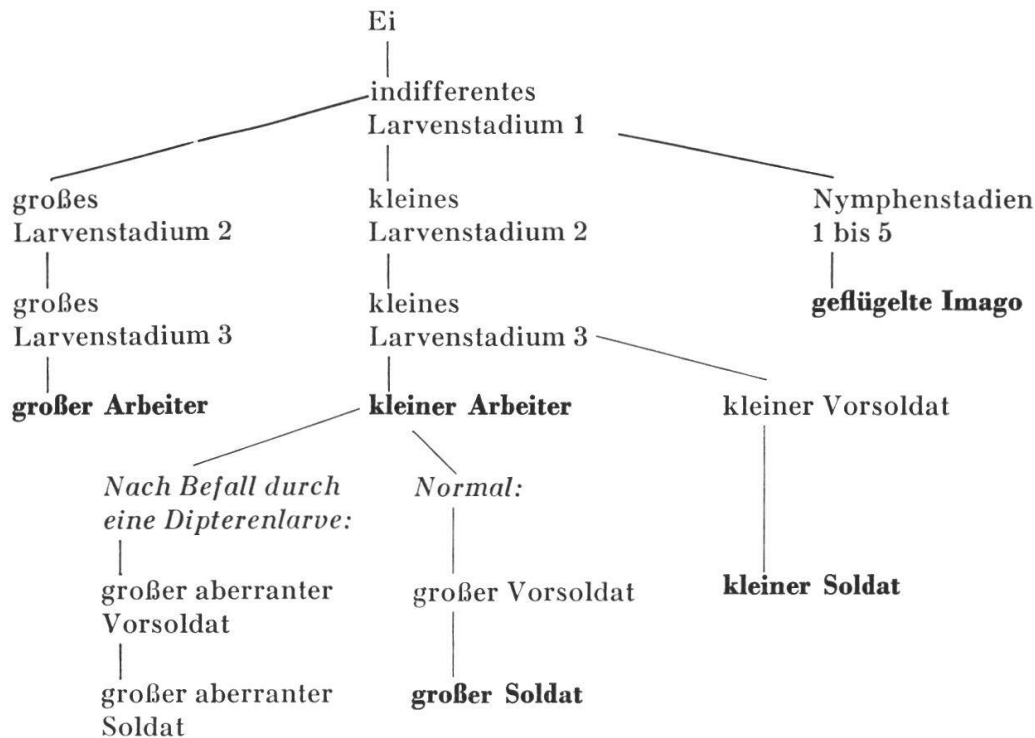 Ei
indifferentes
Larvenstadium 1
großes
Larvenstadium 2
kleines
Larvenstadium 2
Nymphenstadien
1 bis 5
großes
Larvenstadium 3
kleines
Larvenstadium 3
geflügelte Imago
großer Arbeiter
kleiner Arbeiter
kleiner Vorsoldat
Nach Befall durch
eine Dipterenlarve:
Normal:
großer aberranter
Vorsoldat
großer Vorsoldat
kleiner Soldat
großer aberranter
Soldat
großer Soldat